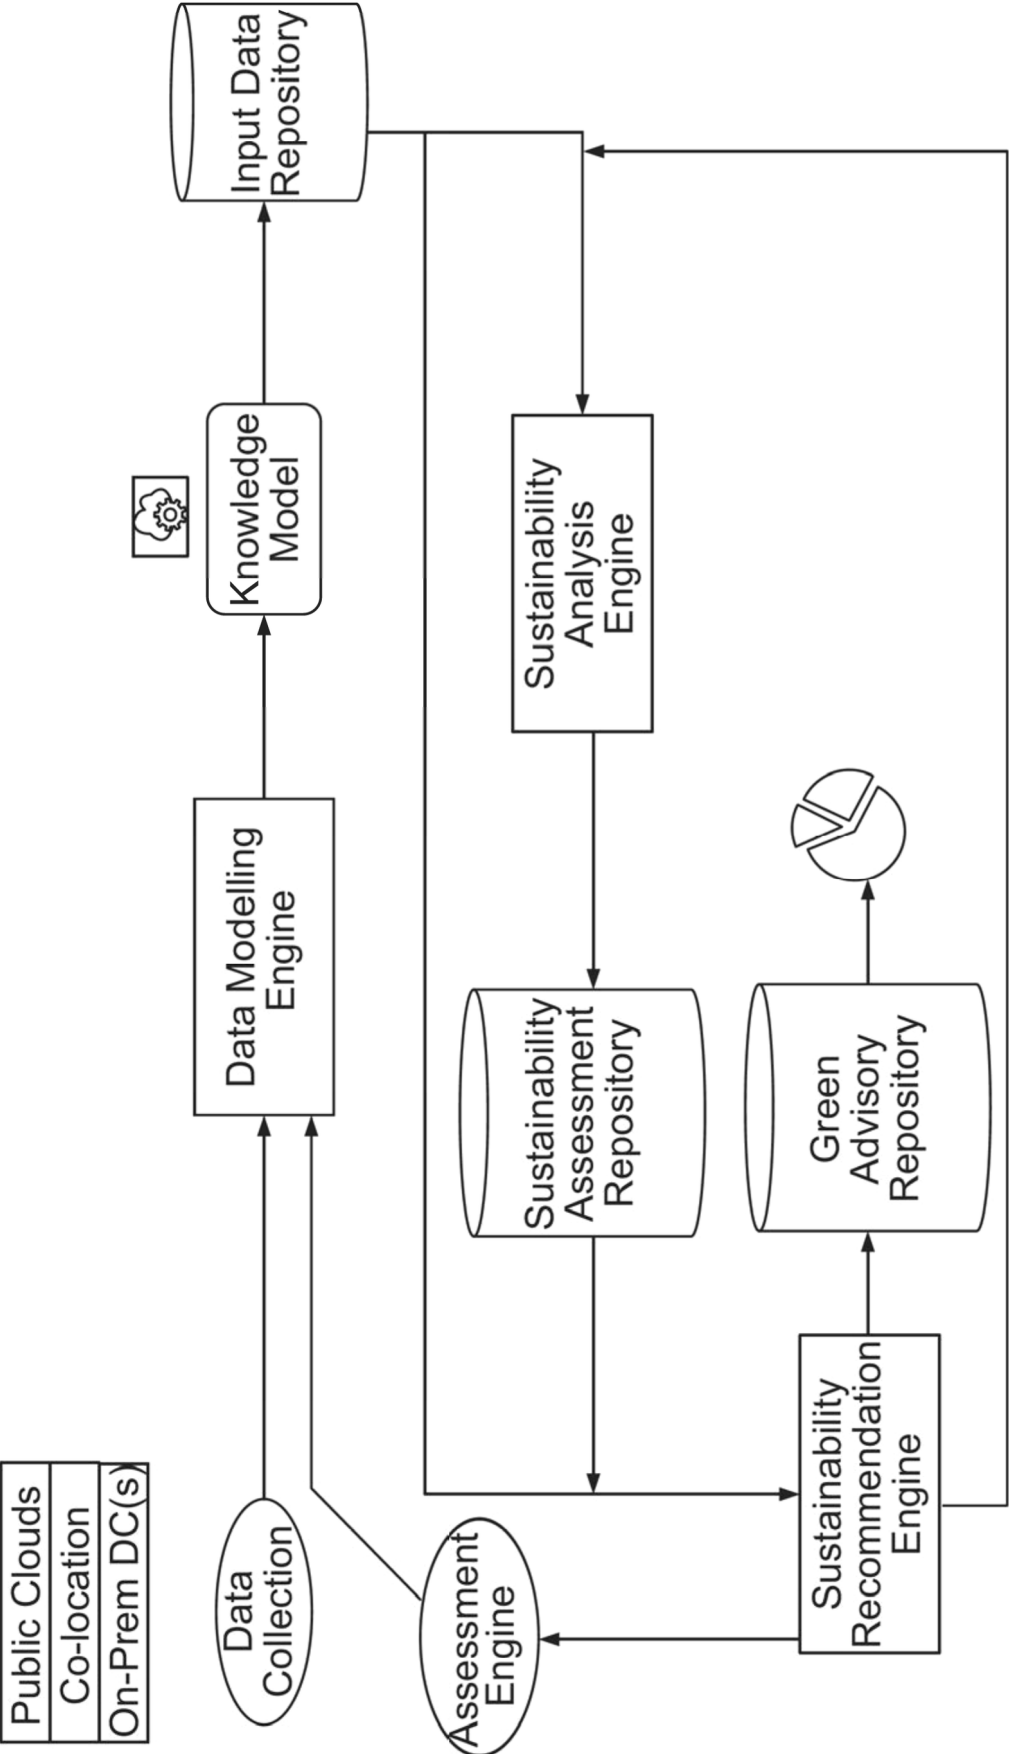 Public Clouds
Co-location
On-Prem DC(s)
Data
Collection
Data Modelling
Engine
Knowledge
Model
Input Data
Repository
Assessment
Engine
Sustainability
Assessment
Repository
Sustainability
Analysis
Engine
Sustainability
Recommendation
Engine
Green
Advisory
Repository